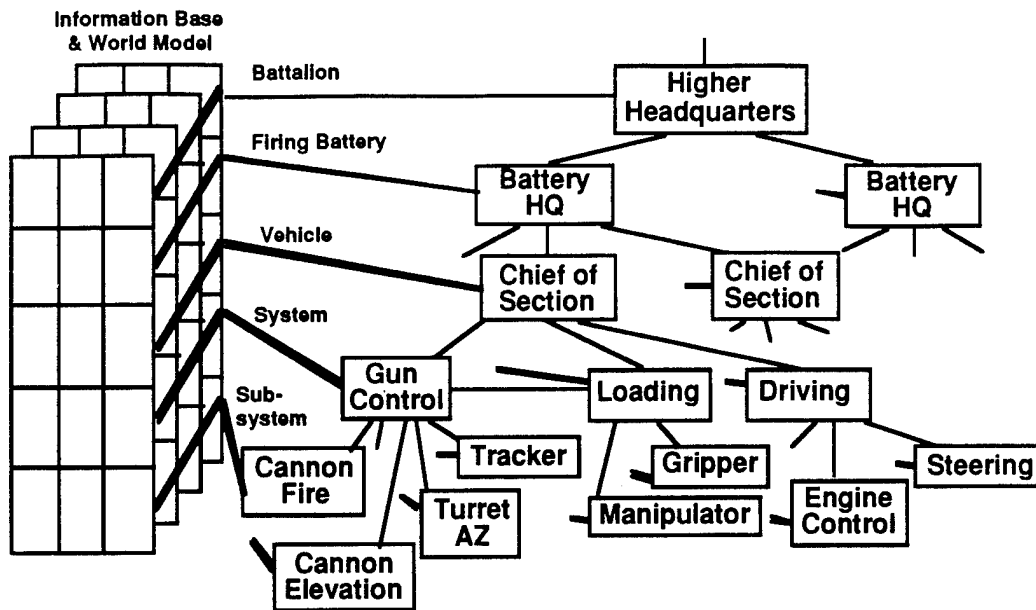 Information Base
& World Model
Battalion
Higher
Headquarters
Firing Battery
Battery
HQ
Battery
HQ
Vehicle
Chief of
Section
Chief of
Section
System
Gun
Control
Loading
Driving
Sub-
system
Cannon
Fire
Tracker
Gripper
Steering
Turret
AZ
Manipulator
Engine
Control
Cannon
Elevation